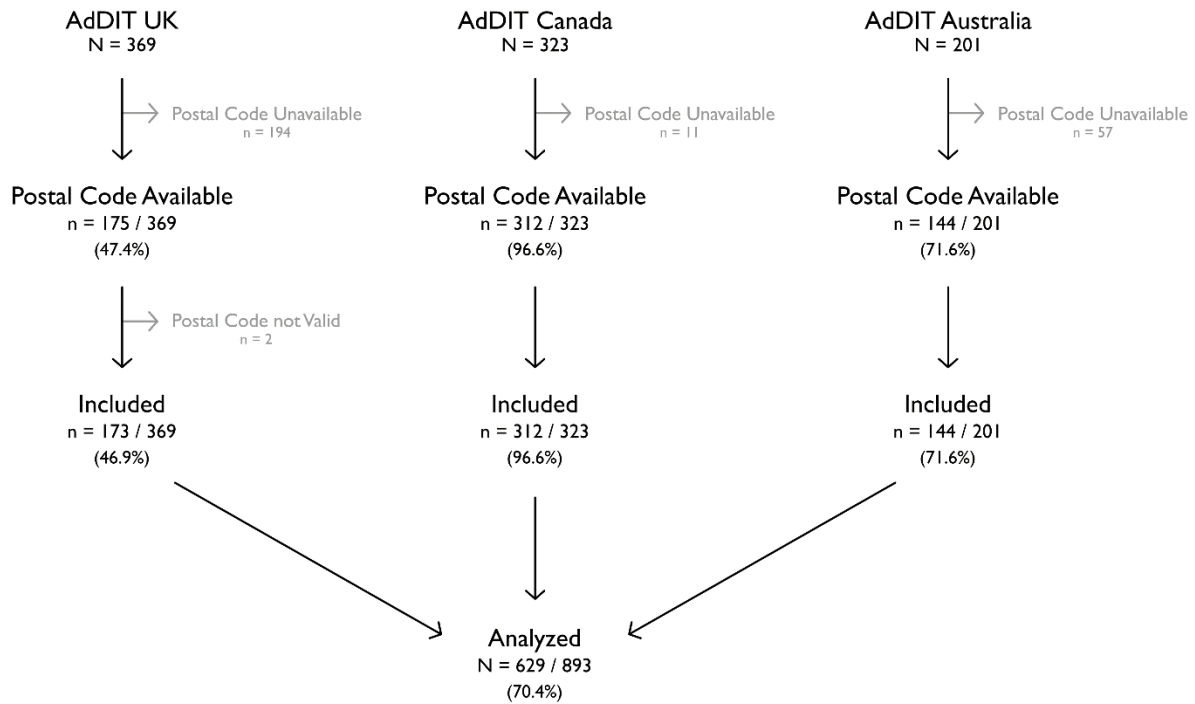 AdDIT UK
N = 369
AdDIT Canada
N = 323
AdDIT Australia
N = 201
Postal Code Unavailable
n = 194
Postal Code Unavailable
n = 11
Postal Code Unavailable
n = 57
Postal Code Available
n = 175 / 369
(47.4%)
Postal Code Available
n = 312 / 323
(96.6%)
Postal Code Available
n = 144 / 201
(71.6%)
Postal Code not Valid
n = 2
Included
n = 173 / 369
(46.9%)
Included
n = 312 / 323
(96.6%)
Included
n = 144 / 201
(71.6%)
Analyzed
N = 629 / 893
(70.4%)